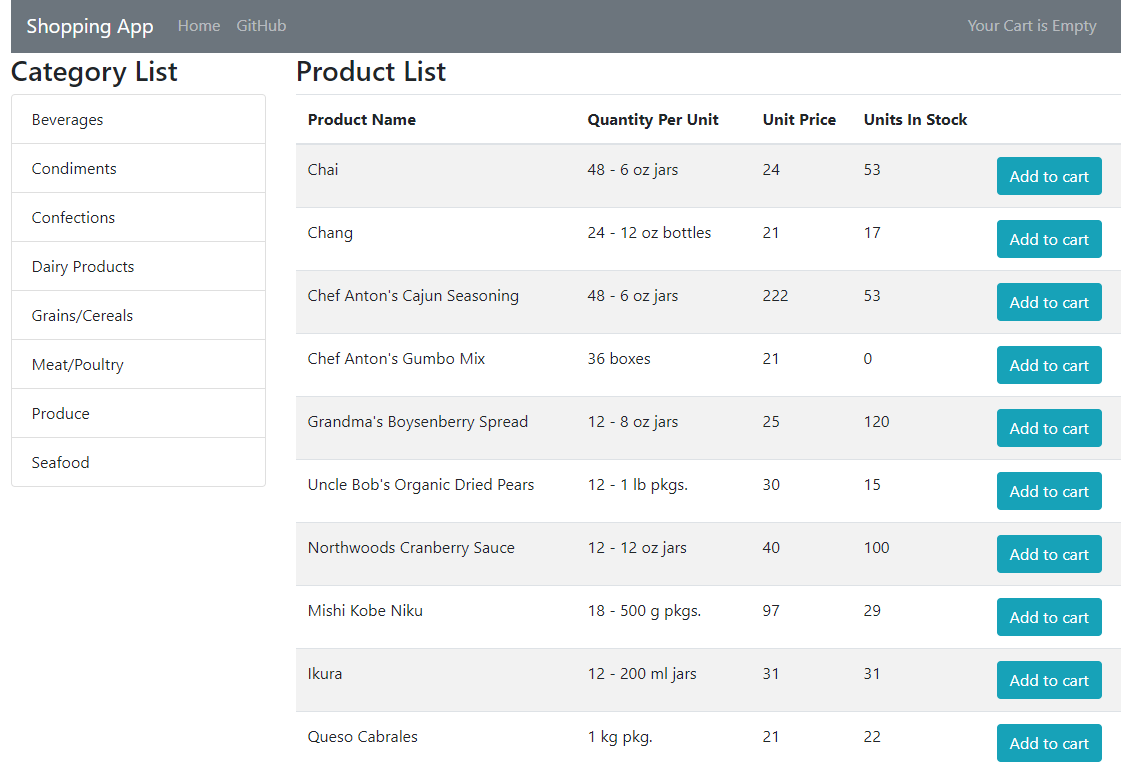 Shopping App Home GitHub Your Cart is Empty
Category List
Beverages
Condiments
Confections
Dairy Products
Grains/Cereals
Meat/Poultry
Produce
Seafood
Product List
Product Name Quantity Per Unit Unit Price Units In Stock
Chai 48 - 6 oz jars 24 53 Add to cart
Chang 24 - 12 oz bottles 21 17 Add to cart
Chef Anton's Cajun Seasoning 48 - 6 oz jars 222 53 Add to cart
Chef Anton's Gumbo Mix 36 boxes 21 0 Add to cart
Grandma's Boysenberry Spread 12 - 8 oz jars 25 120 Add to cart
Uncle Bob's Organic Dried Pears 12 - 1 lb pkgs. 30 15 Add to cart
Northwoods Cranberry Sauce 12 - 12 oz jars 40 100 Add to cart
Mishi Kobe Niku 18 - 500 g pkgs. 97 29 Add to cart
Ikura 12 - 200 ml jars 31 31 Add to cart
Queso Cabrales 1 kg pkg. 21 22 Add to cart